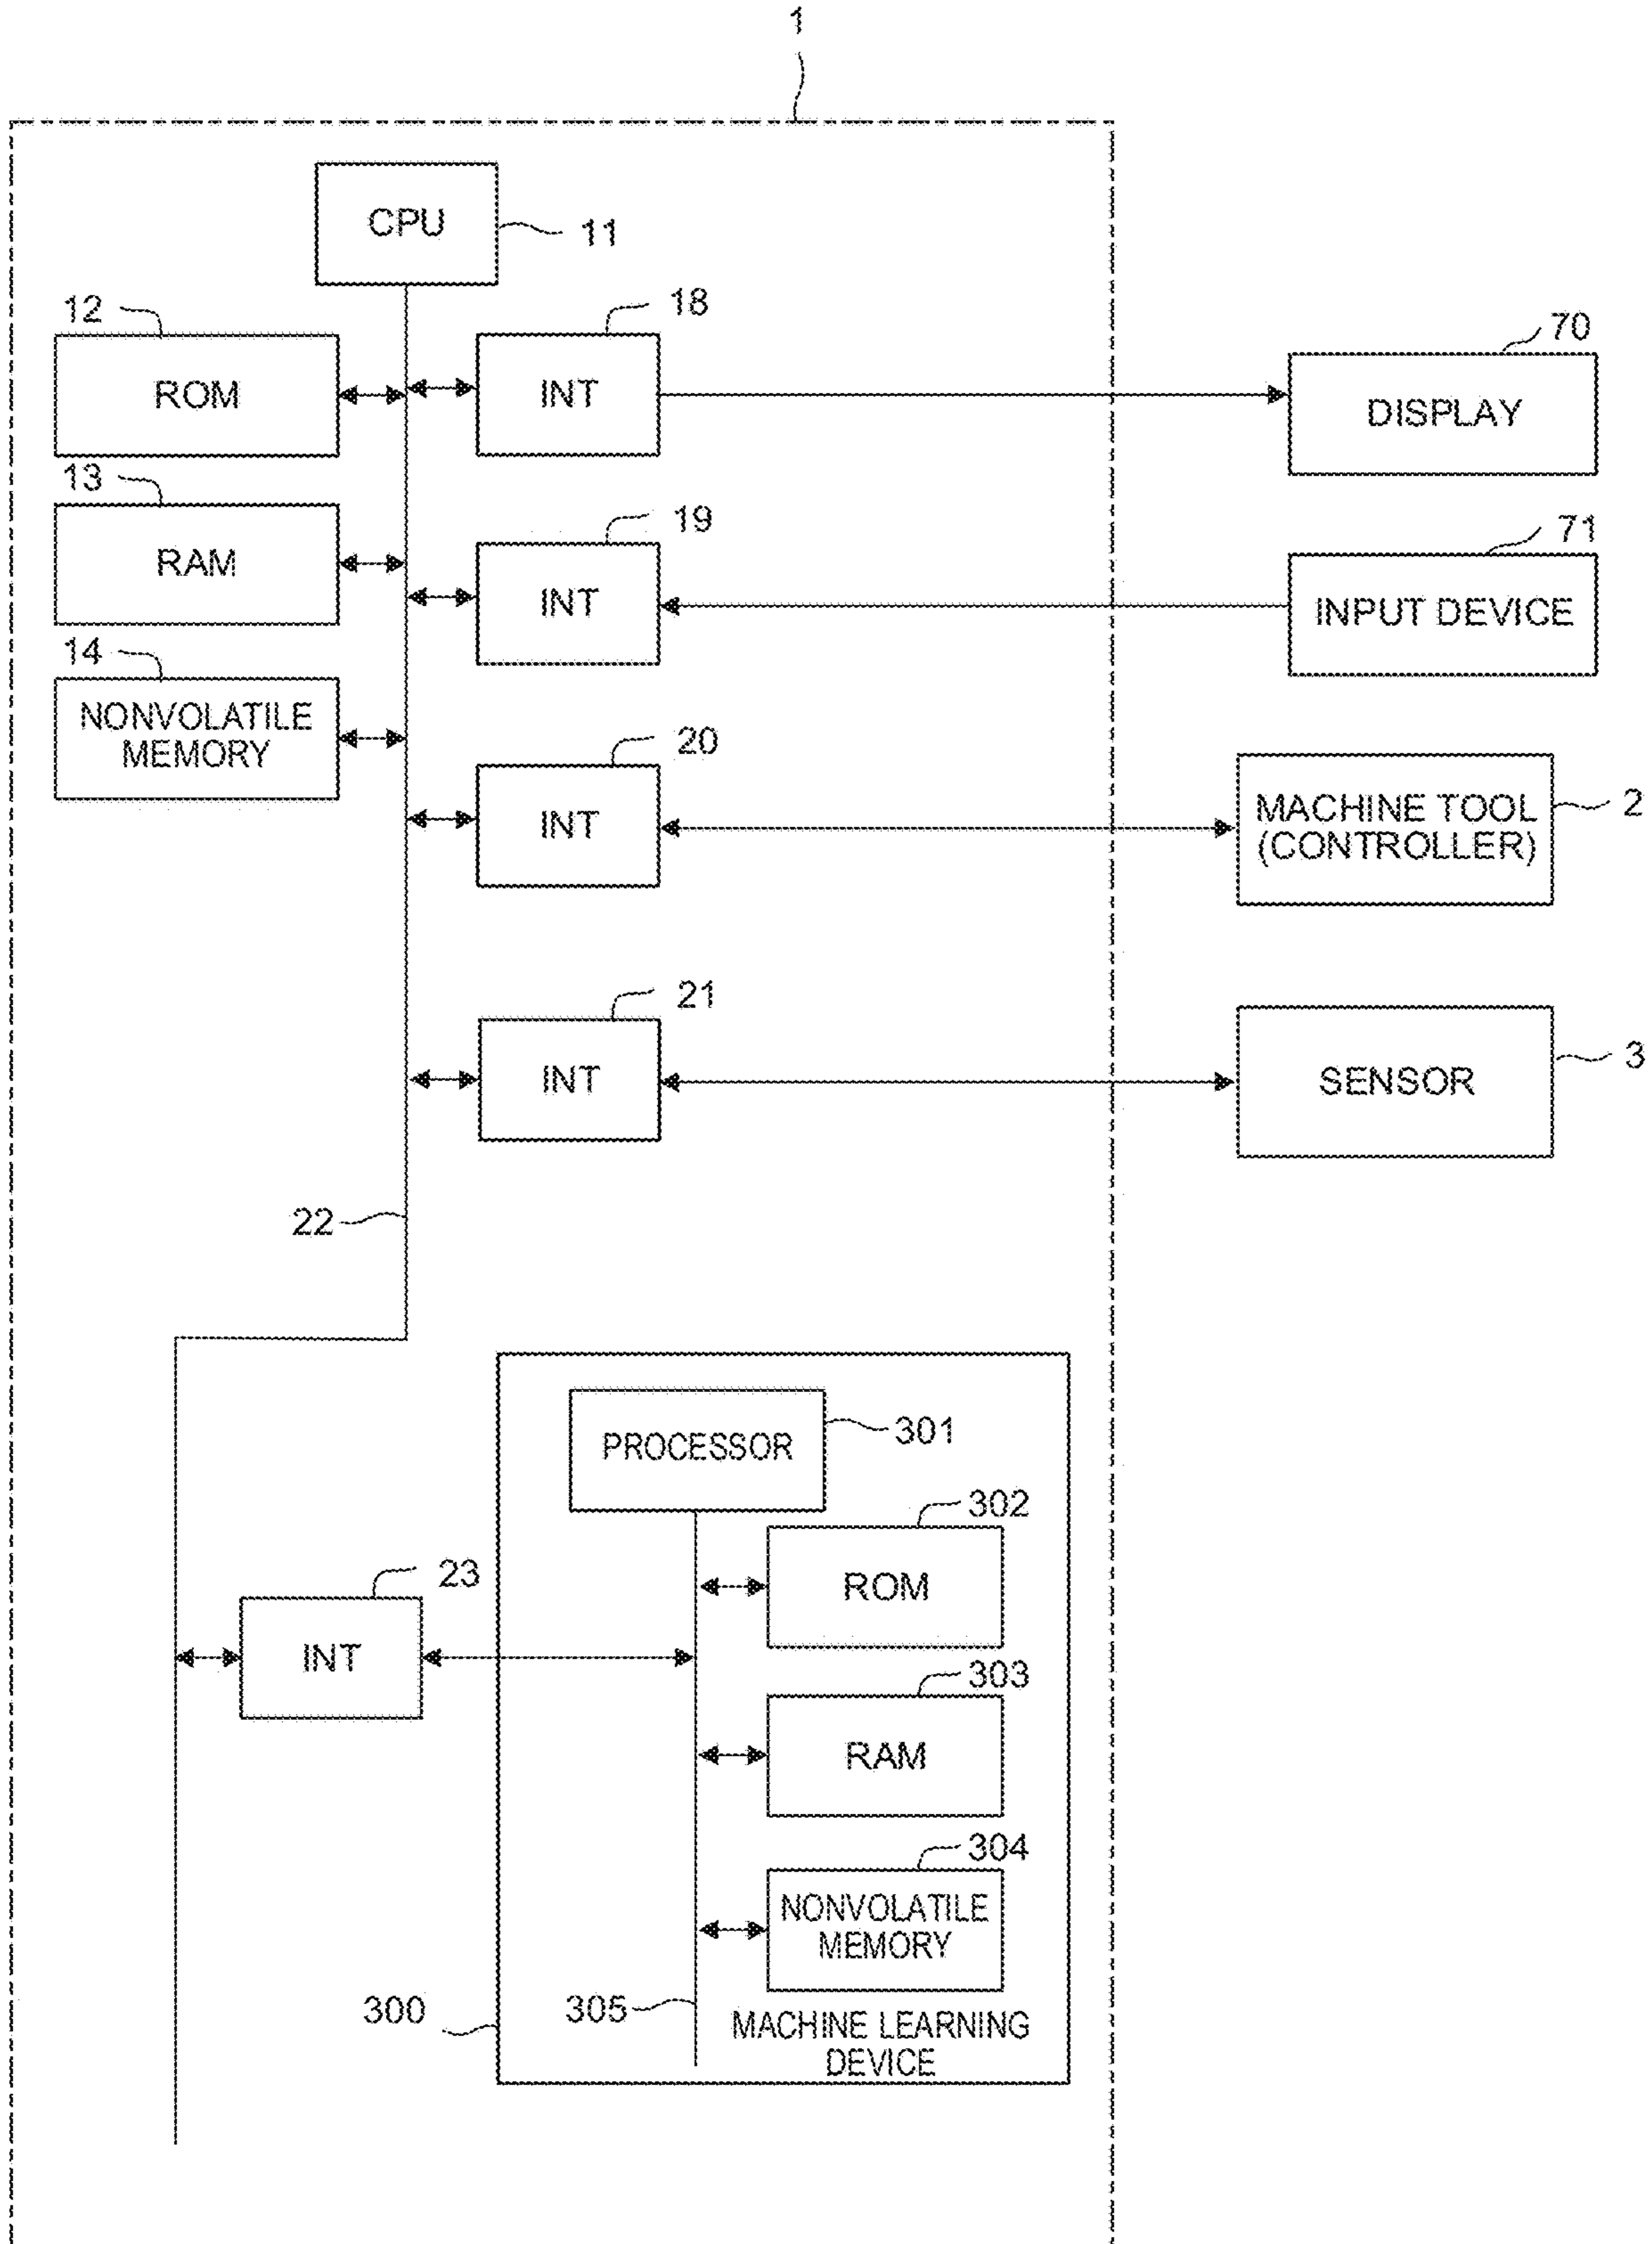 1
CPU
11
12
ROM
18
INT
70
DISPLAY
13
RAM
19
INT
71
INPUT DEVICE
14
NONVOLATILE
MEMORY
20
INT
MACHINE TOOL
(CONTROLLER)
2
21
INT
SENSOR
3
22
PROCESSOR
301
302
ROM
23
INT
303
RAM
304
NONVOLATILE
MEMORY
300
305
MACHINE LEARNING
DEVICE